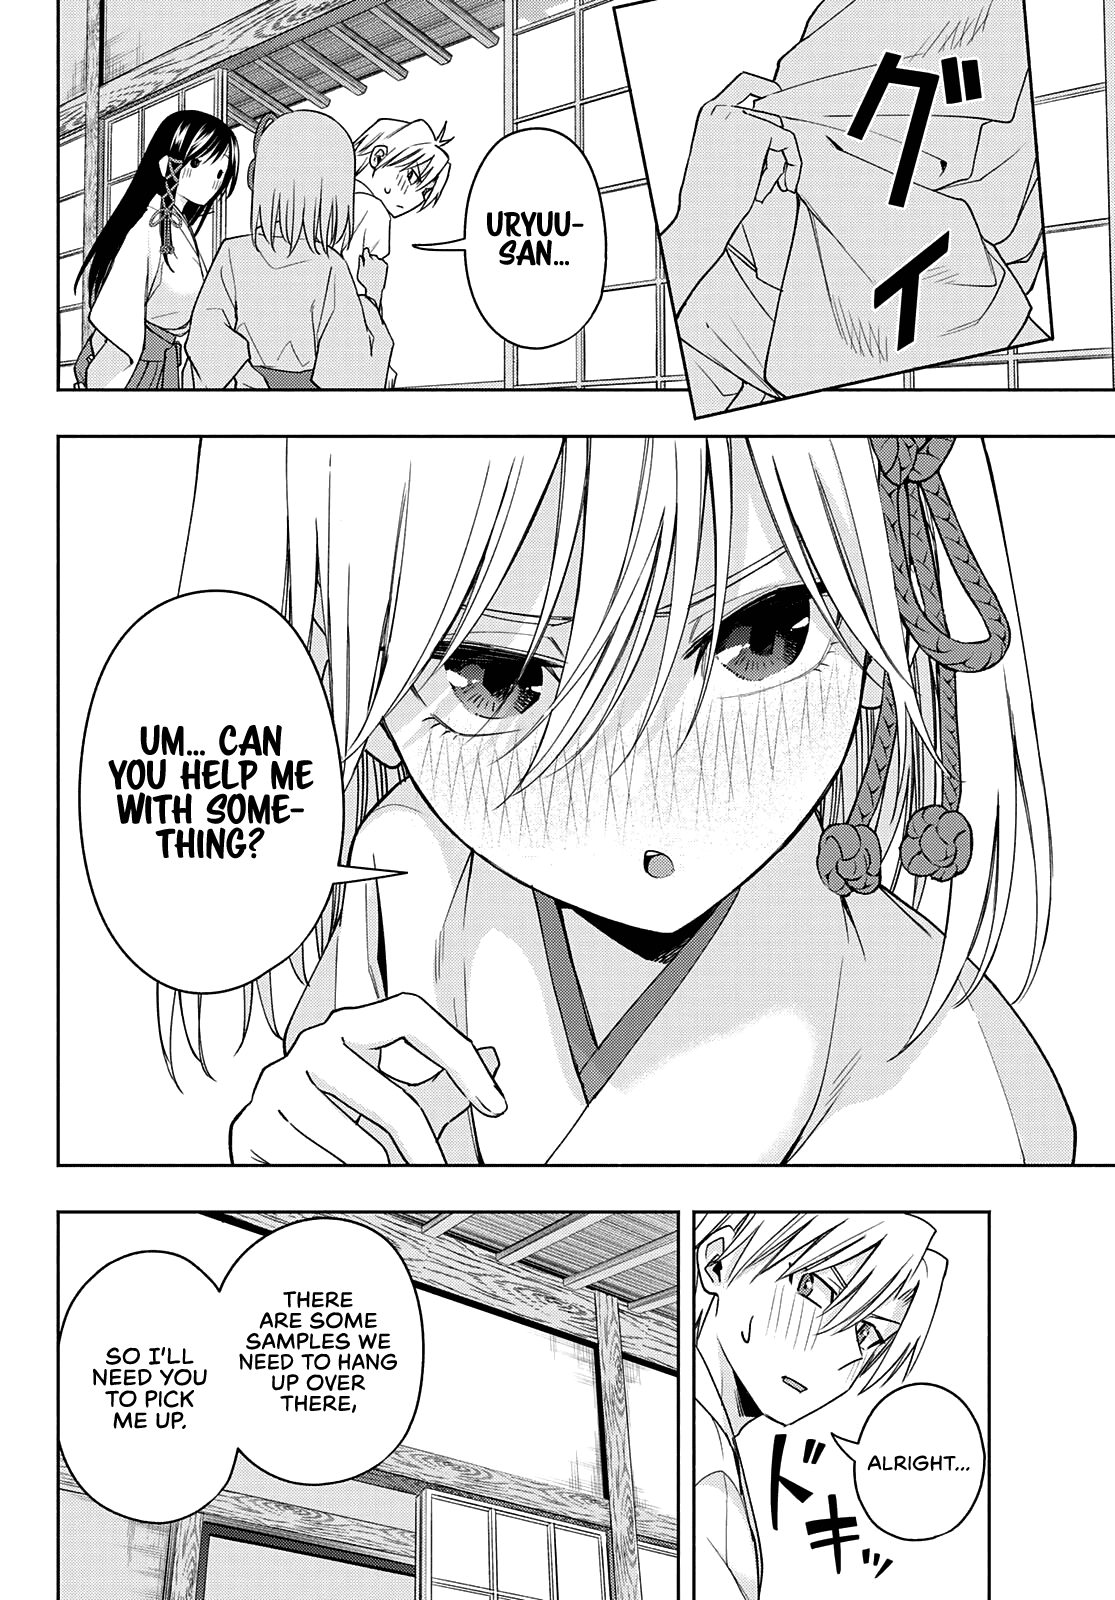 グイ
URYUU-
SAN...
UM... CAN
YOU HELP ME
WITH SOME-
THING?
ALRIGHT...
ドキッ
THERE
ARE SOME
SAMPLES WE
NEED TO HANG
UP OVER
THERE,
SO I'LL
NEED YOU
TO PICK
ME UP.